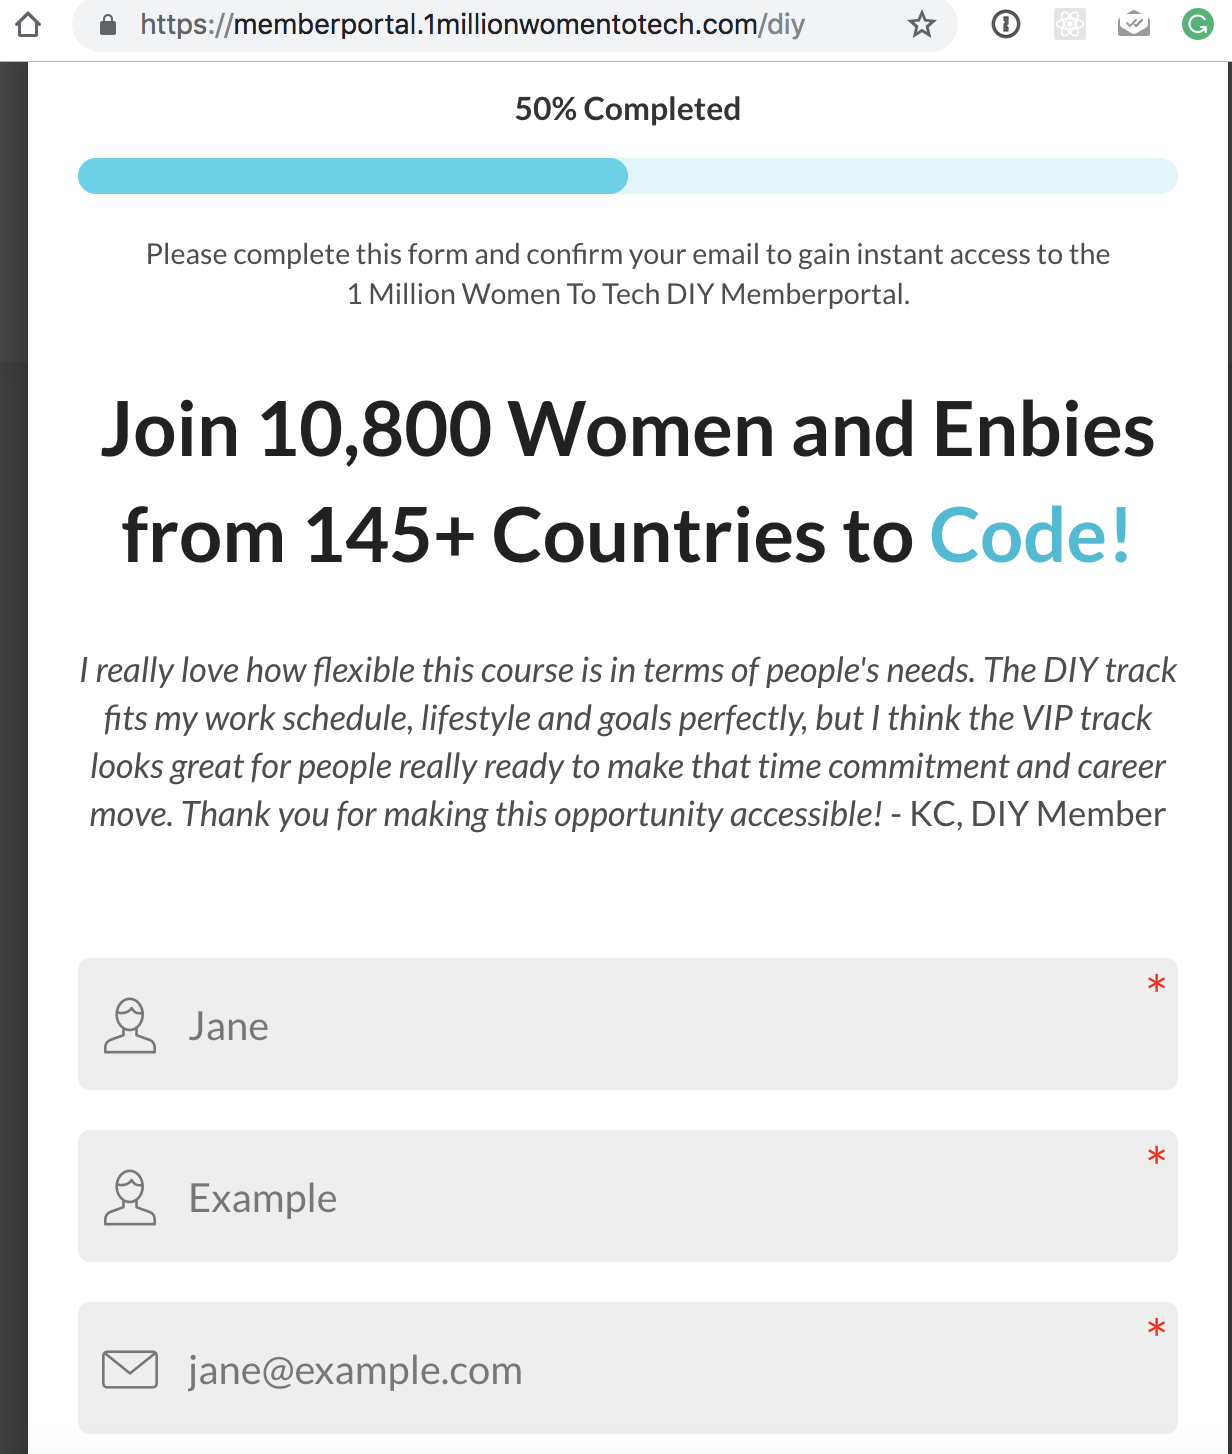 https://memberportal.1millionwomentotech.com/diy
50% Completed
Please complete this form and confirm your email to gain instant access to the
1 Million Women To Tech DIY Memberportal.
Join 10,800 Women and Enbies
from 145+ Countries to Code!
I really love how flexible this course is in terms of people's needs. The DIY track
fits my work schedule, lifestyle and goals perfectly, but I think the VIP track
looks great for people really ready to make that time commitment and career
move. Thank you for making this opportunity accessible! - KC, DIY Member
*
Jane
*
Example
*
jane@example.com